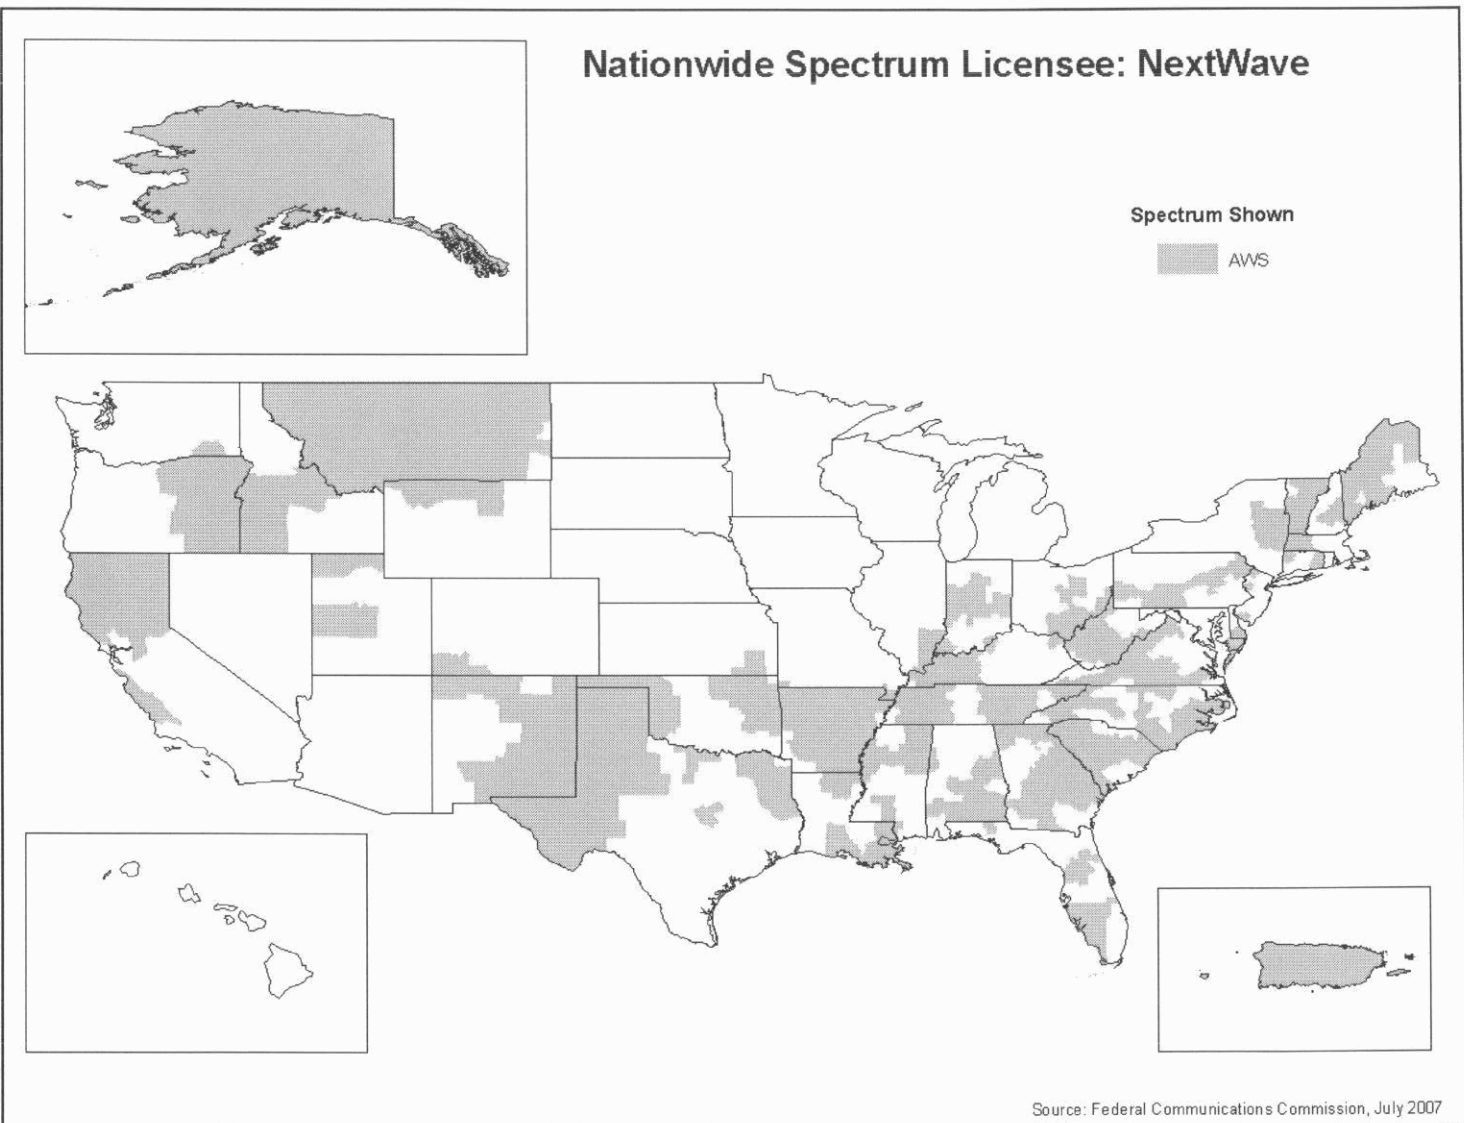 Nationwide Spectrum Licensee: NextWave
Spectrum Shown
AWS
Source: Federal Communications Commission, July 2007